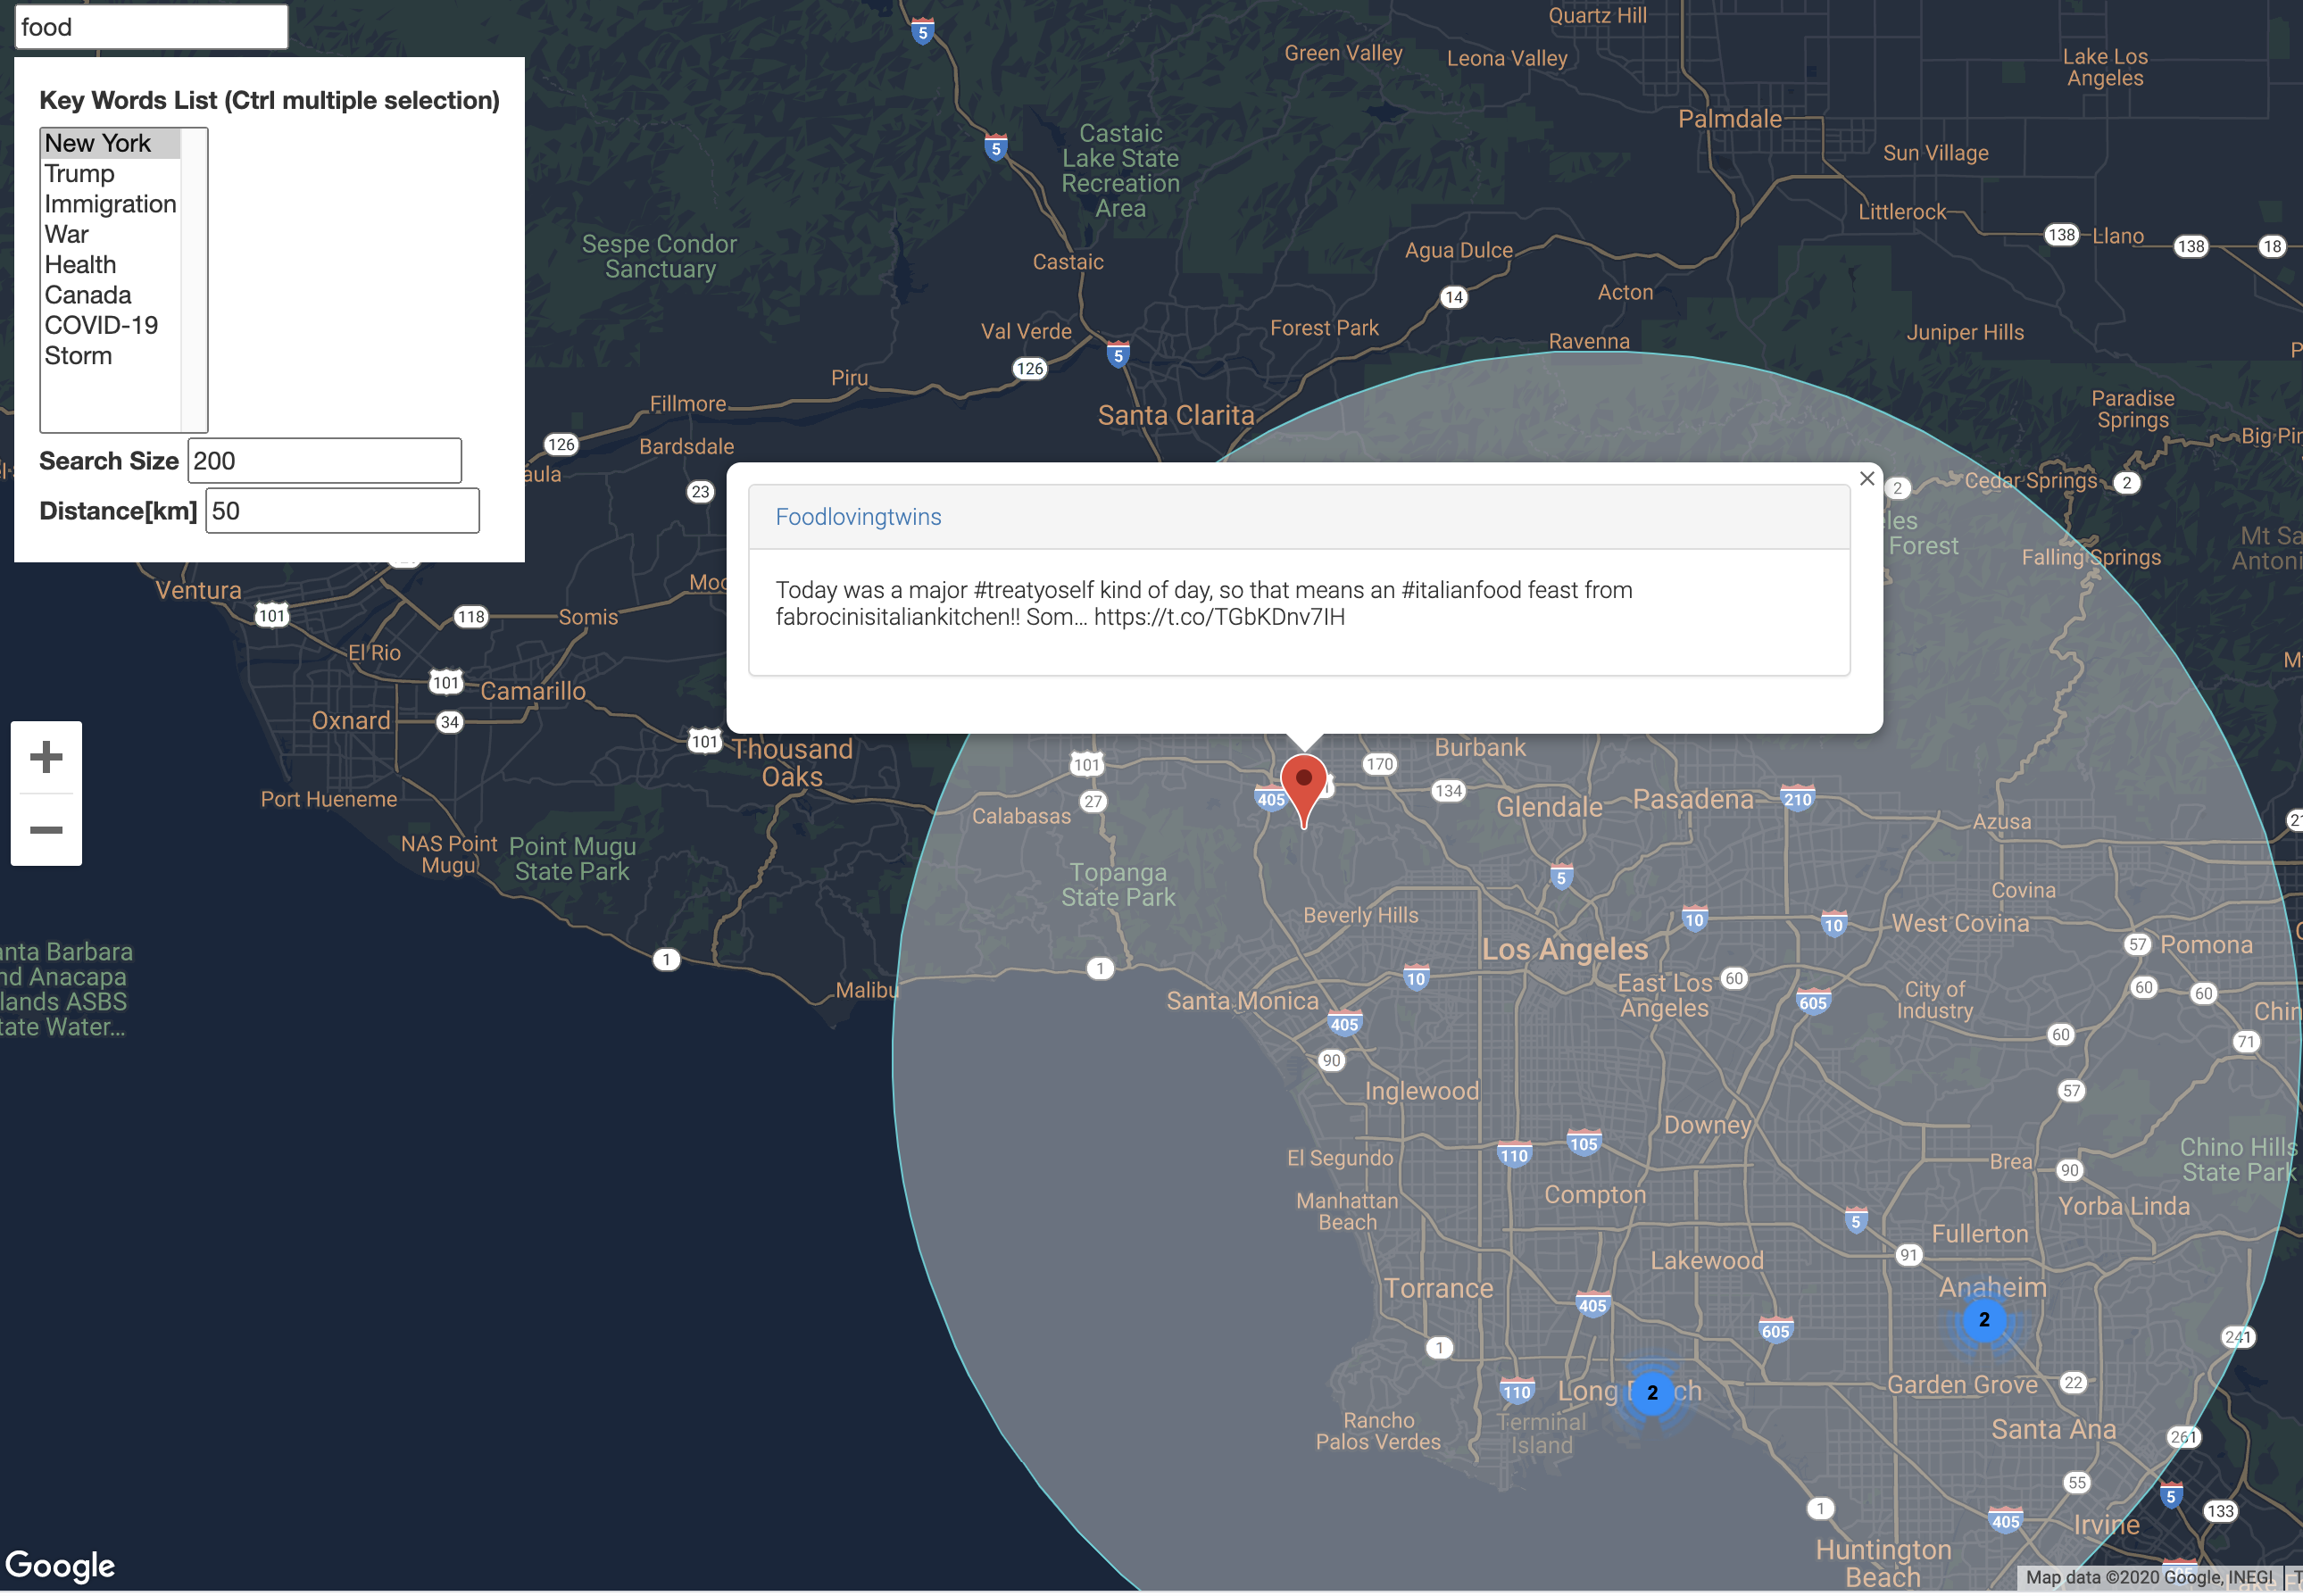 food
Key Words List (Ctrl multiple selection)
New York
Trump
Immigration
War
Health
Canada
COVID-19
Storm
Search Size 200
Distance[km] 50
Foodlovingtwins
Today was a major #treatyoself kind of day, so that means an #italianfood feast from
fabrocinisitaliankitchen!! Som... https://t.co/TGbKDnv7IH
Quartz Hill
Green Valley
Leona Valley
Lake Los
Angeles
5
Palmdale
Castaic
Lake State
Recreation
Area
5
Sun Village
Littlerock
138
Llano
138
18
Sespe Condor
Sanctuary
Castaic
Agua Dulce
14
Acton
Val Verde
Forest Park
Ravenna
Juniper Hills
5
126
Piru
Fillmore
Santa Clarita
Paradise
Springs
126
Bardsdale
Big Pin
aula
23
2
Cedar Springs
2
eles
Forest
Falling Springs
Mt Sa
Antoni
Ventura
101
118
Somis
Moo
El Rio
101
Camarillo
Oxnard
34
101
Thousand
Oaks
101
170
Burbank
Port Hueneme
27
405
134
Glendale
Pasadena
210
Calabasas
Azusa
NAS Point
Mugu
Point Mugu
State Park
Topanga
State Park
5
Covina
Beverly Hills
10
10
West Covina
57
Pomona
anta Barbara
nd Anacapa
lands ASBS
tate Water...
1
1
Los Angeles
10
East Los
Angeles
60
605
City of
Industry
60
60
Malibu
Santa Monica
405
Chin
90
60
71
Inglewood
57
Downey
105
110
El Segundo
Brea
90
Chino Hills
State Park
Manhattan
Beach
Compton
Yorba Linda
5
Fullerton
91
Lakewood
Torrance
Anaheim
405
2
605
241
1
110
Long B ch
2
Garden Grove
22
Rancho
Palos Verdes
Terminal
Island
Santa Ana
261
55
5
1
405
Irvine
133
Huntington
Beach
Google
Map data ©2020 Google, INEGI